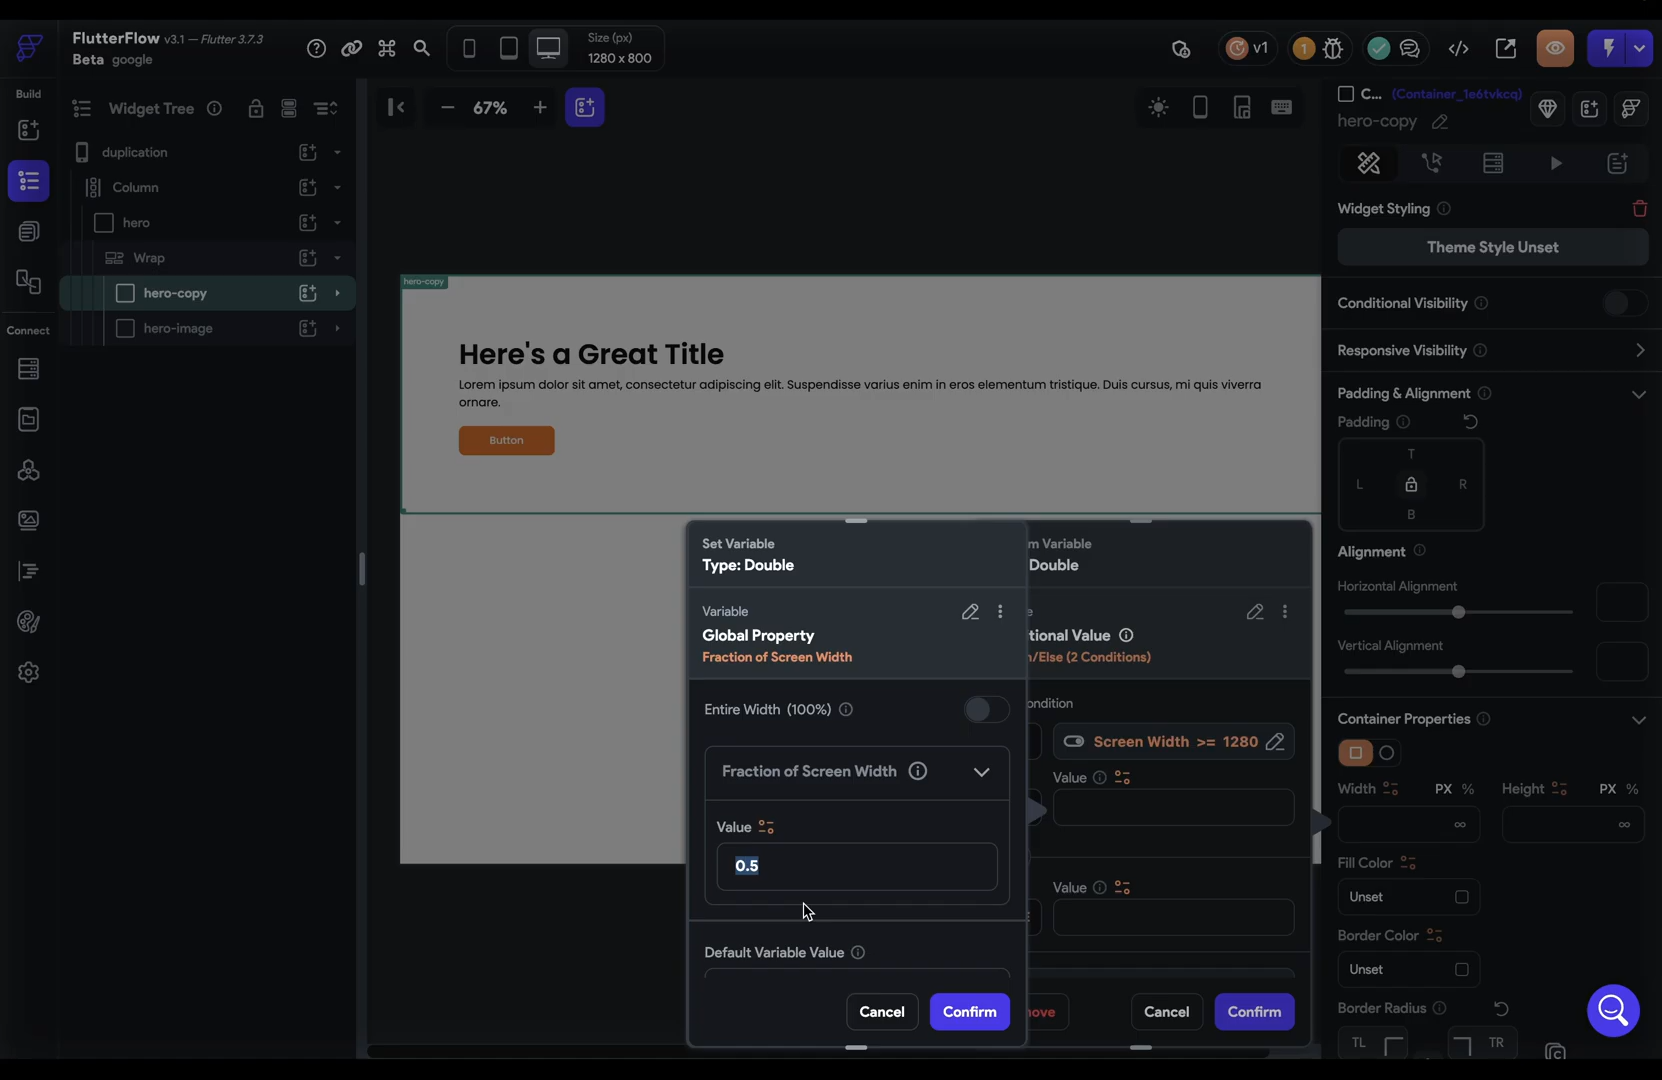 FlutterFlow v3.1 — Flutter 3.7.3
Beta google
Size (px)
1280 x 800
v1
1
Build
Connect
Widget Tree
duplication
Column
hero
Wrap
hero-copy
hero-image
67%
hero-copy
Here's a Great Title
Lorem ipsum dolor sit amet, consectetur adipiscing elit. Suspendisse varius enim in eros elementum tristique. Duis cursus, mi quis viverra
ornare.
Button
Set Variable
Type: Double
Variable
Global Property
Fraction of Screen Width
Entire Width (100%)
Fraction of Screen Width
Value
0.5
Default Variable Value
Cancel
Confirm
m Variable
Double
e
tional Value
n/Else (2 Conditions)
ondition
Screen Width >= 1280
Value
Value
ove
Cancel
Confirm
C... (Container_1e6tvkcq)
hero-copy
Widget Styling
Theme Style Unset
Conditional Visibility
Responsive Visibility
Padding & Alignment
Padding
T
L R
B
Alignment
Horizontal Alignment
Vertical Alignment
Container Properties
Width PX % Height PX %
∞ ∞
Fill Color
Unset
Border Color
Unset
Border Radius
TL TR